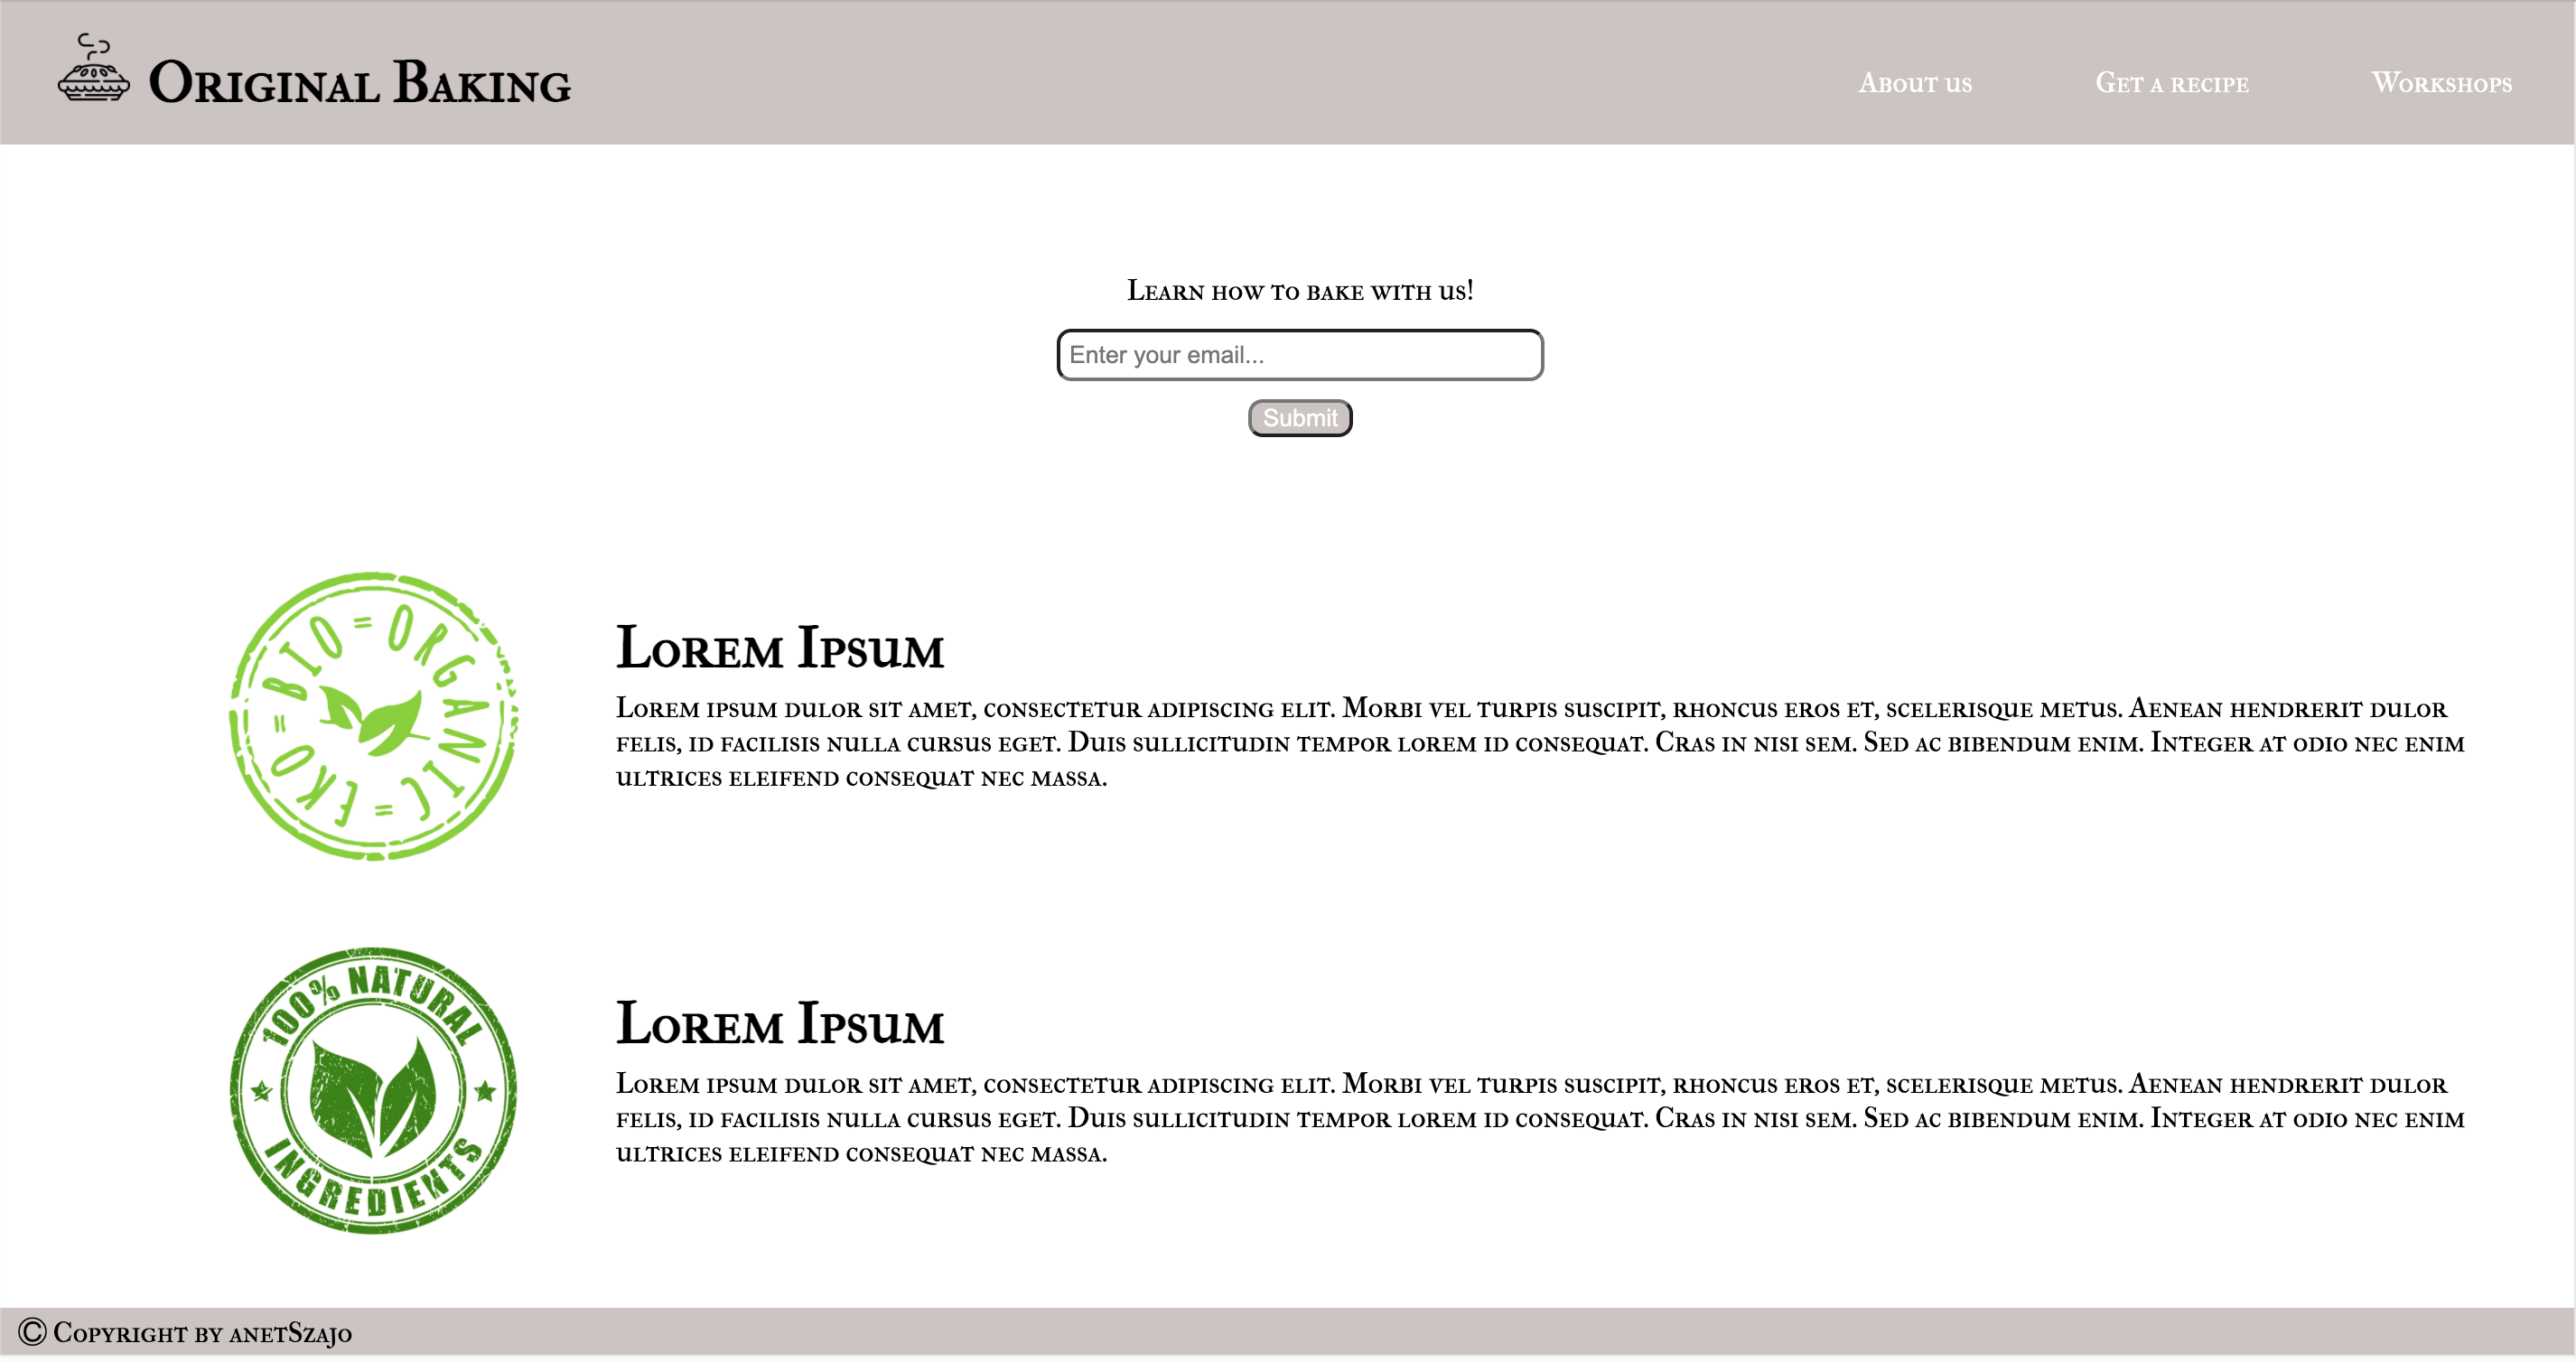 Original Baking
About us
Get a recipe
Workshops
Learn how to bake with us!
Enter your email...
Submit
BIO = ORGANIC = EKO =
Lorem Ipsum
Lorem ipsum dulor sit amet, consectetur adipiscing elit. Morbi vel turpis suscipit, rhoncus eros et, scelerisque metus. Aenean hendrerit dulor
felis, id facilisis nulla cursus eget. Duis sullicitudin tempor lorem id consequat. Cras in nisi sem. Sed ac bibendum enim. Integer at odio nec enim
ultrices eleifend consequat nec massa.
100% NATURAL
INGREDIENTS
Lorem Ipsum
Lorem ipsum dulor sit amet, consectetur adipiscing elit. Morbi vel turpis suscipit, rhoncus eros et, scelerisque metus. Aenean hendrerit dulor
felis, id facilisis nulla cursus eget. Duis sullicitudin tempor lorem id consequat. Cras in nisi sem. Sed ac bibendum enim. Integer at odio nec enim
ultrices eleifend consequat nec massa.
© Copyright by anetSzajo